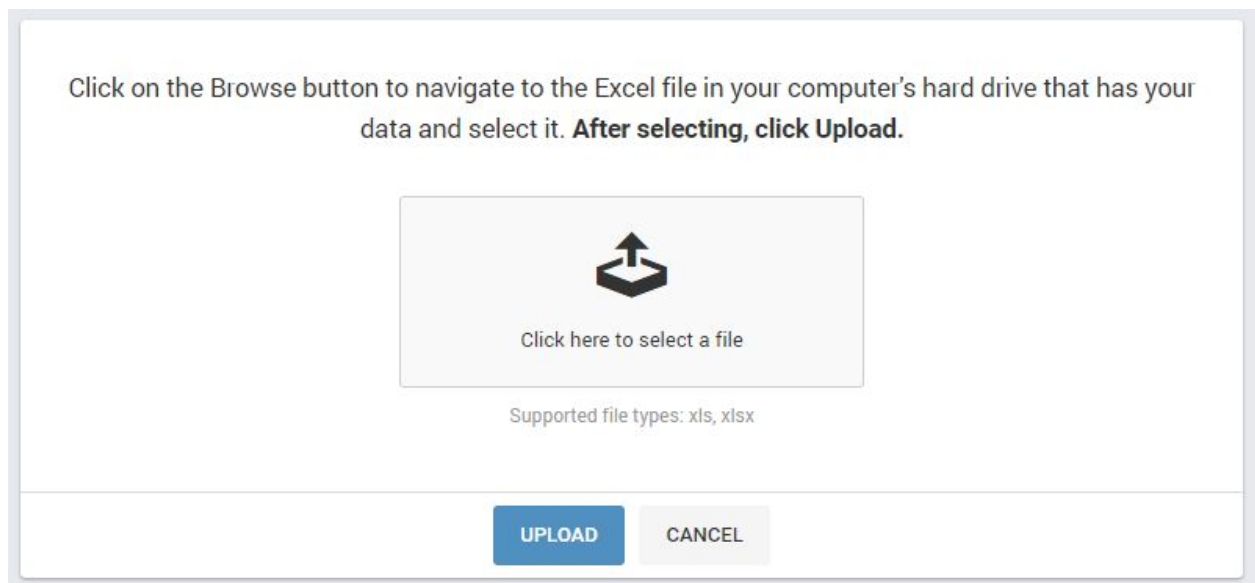 Click on the Browse button to navigate to the Excel file in your computer's hard drive that has your
data and select it. After selecting, click Upload.
Click here to select a file
Supported file types: xls, xlsx
UPLOAD
CANCEL